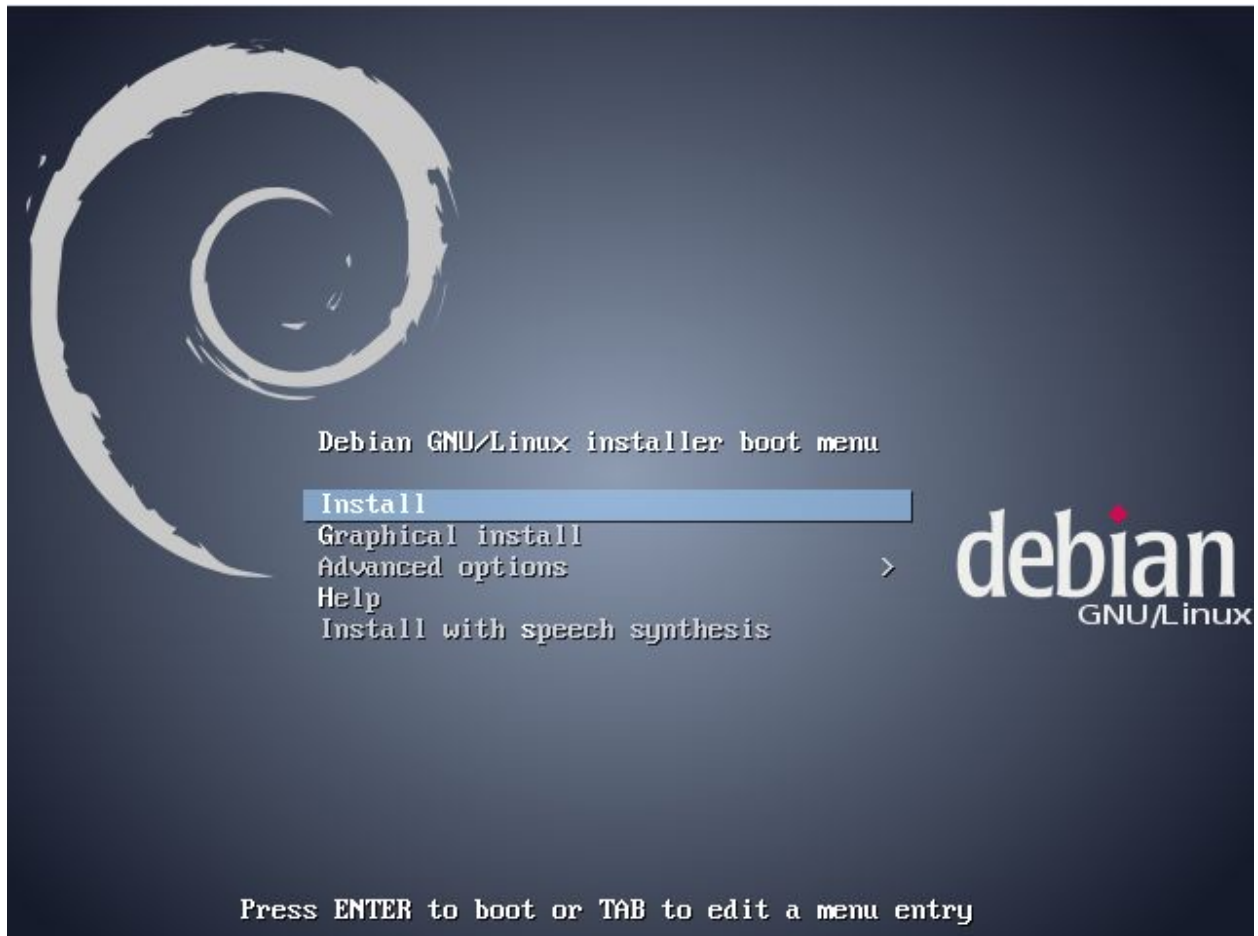 Debian GNU/Linux installer boot menu
Install
Graphical install
Advanced options >
Help
Install with speech synthesis
debian
GNU/Linux
Press ENTER to boot or TAB to edit a menu entry